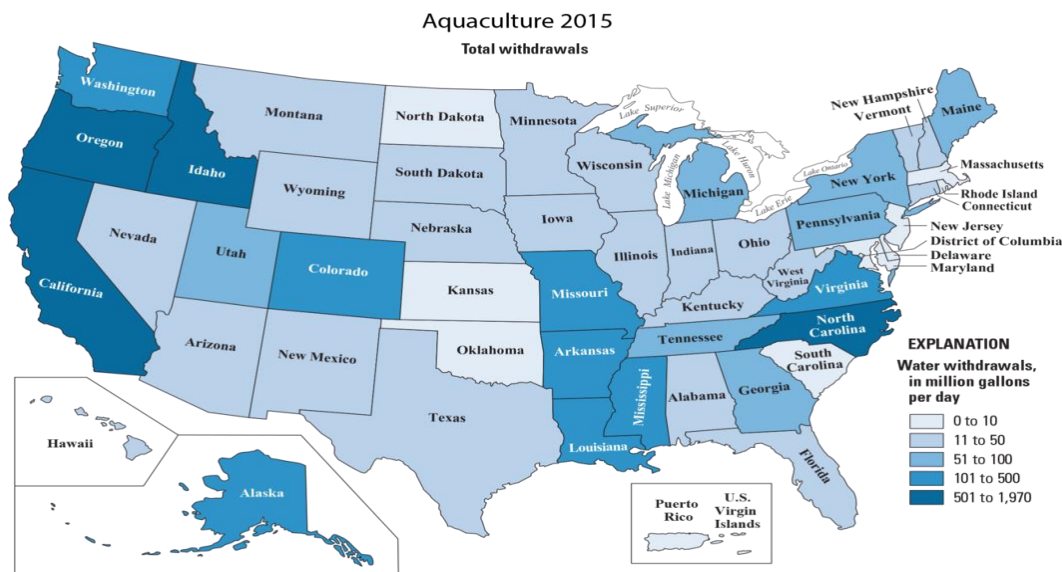 Aquaculture 2015
Total withdrawals
Washington
Oregon
California
Idaho
Nevada
Montana
Wyoming
Utah
Colorado
Arizona
New Mexico
North Dakota
South Dakota
Nebraska
Kansas
Oklahoma
Texas
Minnesota
Iowa
Missouri
Arkansas
Louisiana
Wisconsin
Illinois
Indiana
Michigan
Ohio
Kentucky
Tennessee
Mississippi
Alabama
Georgia
Florida
South
Carolina
North
Carolina
Virginia
West
Virginia
Pennsylvania
New York
Maine
New Hampshire
Vermont
Massachusetts
Rhode Island
Connecticut
New Jersey
District of Columbia
Delaware
Maryland
Lake Superior
Lake Michigan
Lake Huron
Lake Erie
Lake Ontario
Hawaii
Alaska
Puerto
Rico
U.S.
Virgin
Islands
EXPLANATION
Water withdrawals,
in million gallons
per day
0 to 10
11 to 50
51 to 100
101 to 500
501 to 1,970